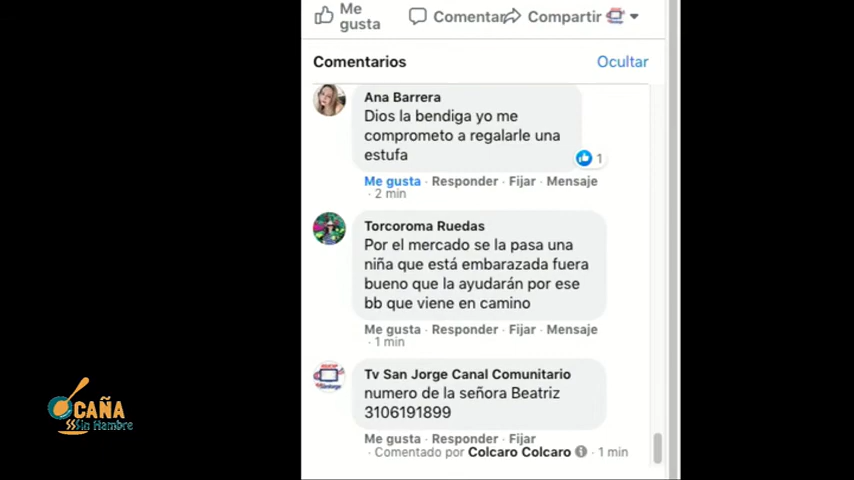 Me gusta
Comentar
Compartir
Comentarios
Ocultar
Ana Barrera
Dios la bendiga yo me
comprometo a regalarle una
estufa
1
Me gusta · Responder · Fijar · Mensaje
· 2 min
Torcoroma Ruedas
Por el mercado se la pasa una
niña que está embarazada fuera
bueno que la ayudarán por ese
bb que viene en camino
Me gusta · Responder · Fijar · Mensaje
· 1 min
Tv San Jorge Canal Comunitario
numero de la señora Beatriz
3106191899
Me gusta · Responder · Fijar
· Comentado por Colcaro Colcaro · 1 min
OCAÑA
Sin Hambre